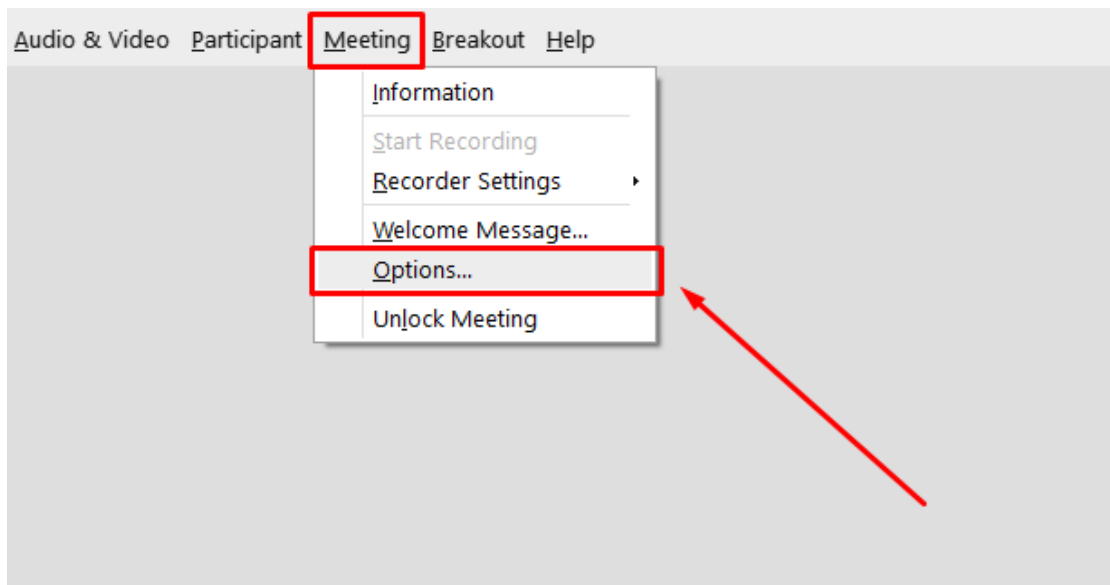 Audio & Video Participant Meeting Breakout Help
Information
Start Recording
Recorder Settings
Welcome Message...
Options...
Unlock Meeting